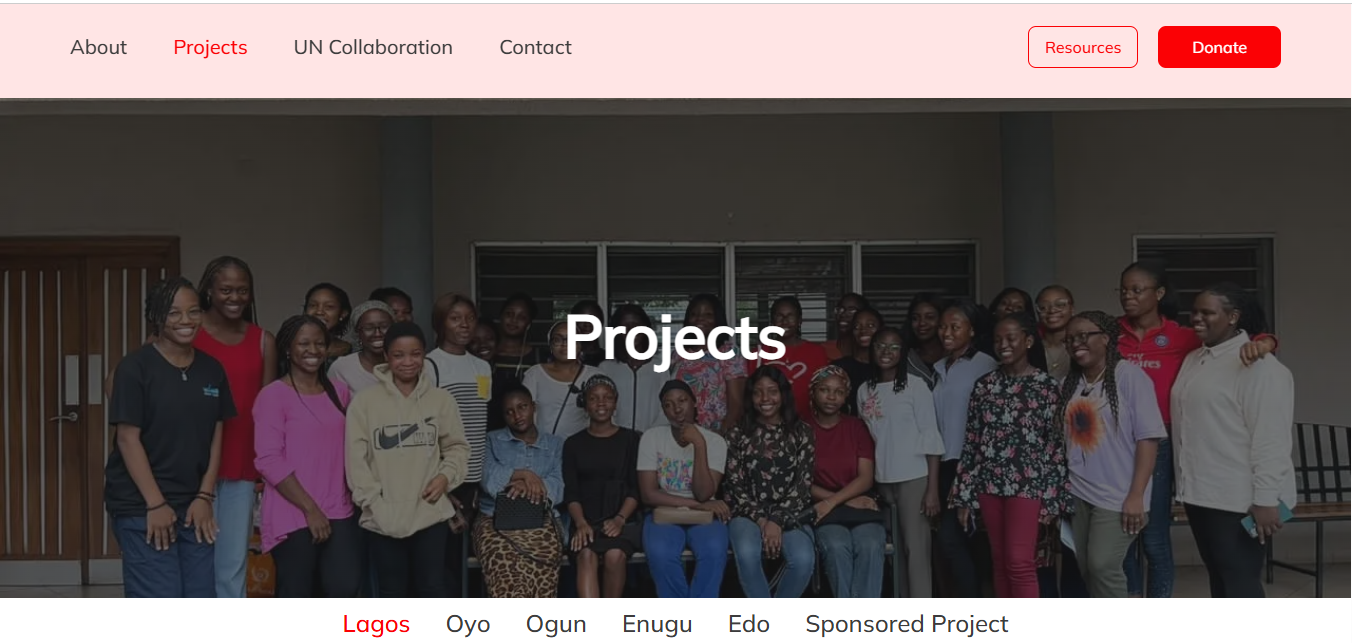 About Projects UN Collaboration Contact Resources Donate
Projects
Lagos Oyo Ogun Enugu Edo Sponsored Project